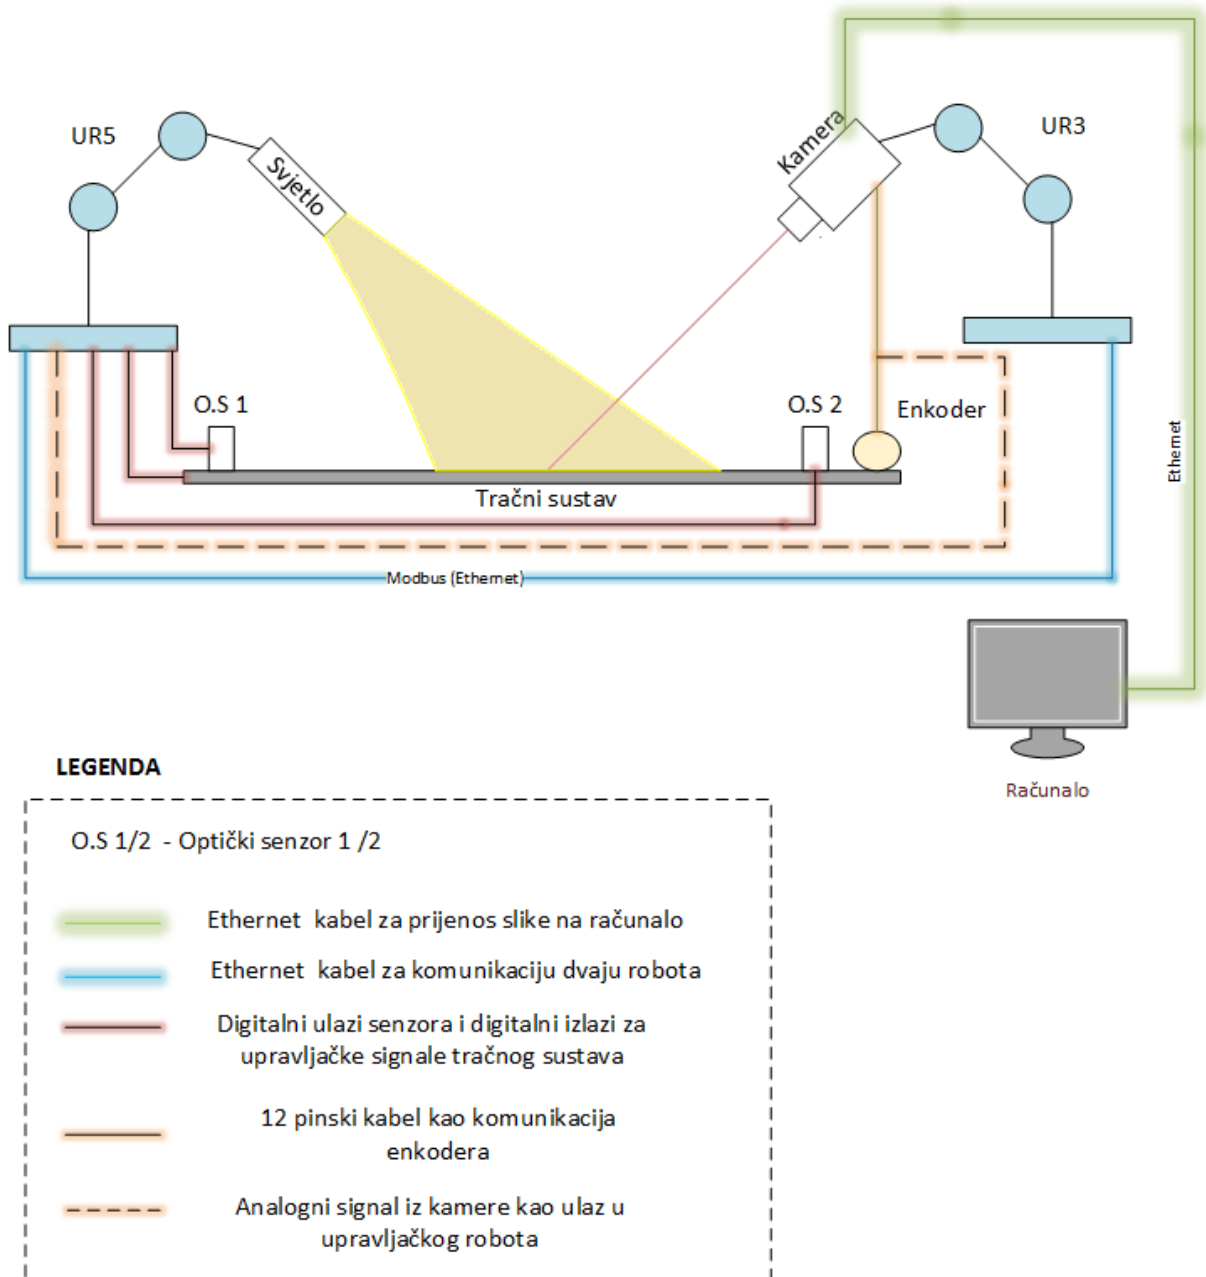 UR5
Svjetlo
Kamera
UR3
O.S 1
O.S 2
Enkoder
Ethernet
Tračni sustav
Modbus (Ethernet)
Računalo
LEGENDA
O.S 1/2 - Optički senzor 1 /2
Ethernet kabel za prijenos slike na računalo
Ethernet kabel za komunikaciju dvaju robota
Digitalni ulazi senzora i digitalni izlazi za
upravljačke signale tračnog sustava
12 pinski kabel kao komunikacija
enkodera
Analogni signal iz kamere kao ulaz u
upravljačkog robota